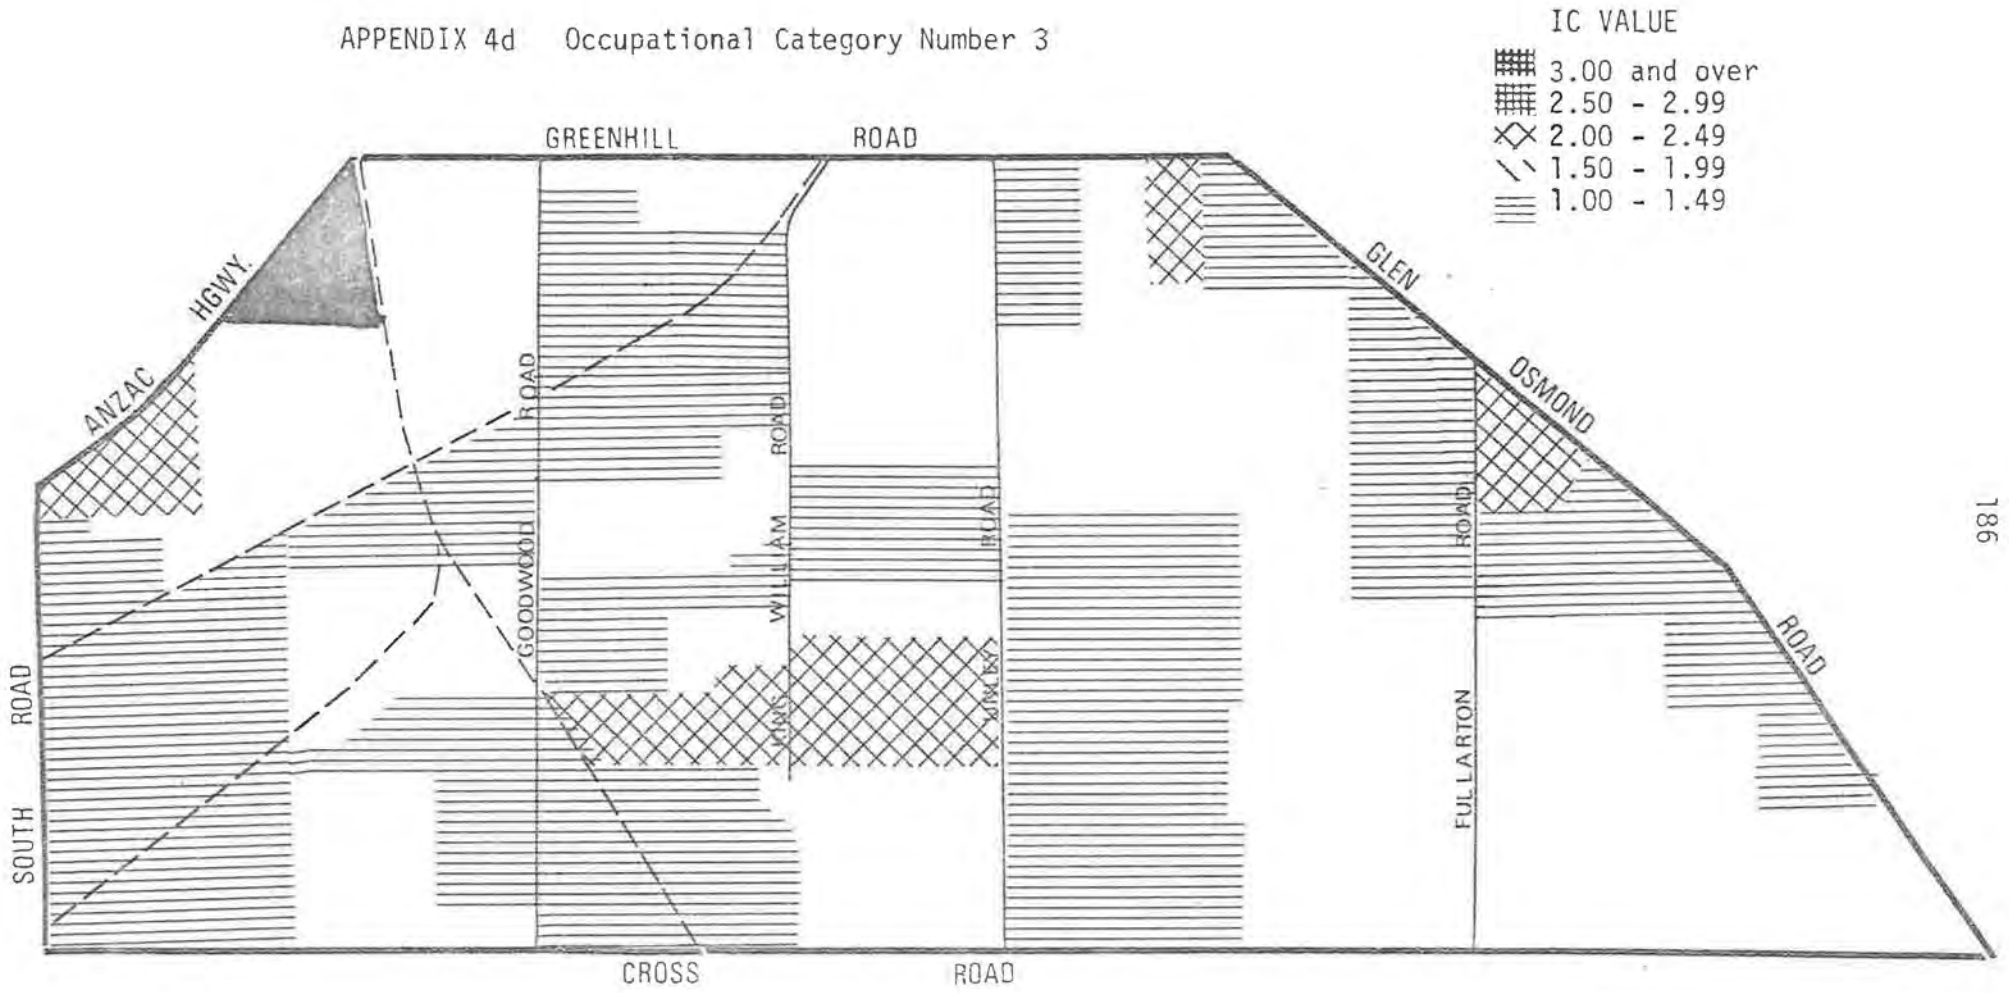 APPENDIX 4d Occupational Category Number 3
IC VALUE
3.00 and over
2.50 - 2.99
2.00 - 2.49
1.50 - 1.99
1.00 - 1.49
GREENHILL ROAD
ANZAC HGWY.
GLEN OSMOND ROAD
SOUTH ROAD
GOODWOOD ROAD
KING WILLIAM ROAD
UNLEY ROAD
FULLARTON ROAD
CROSS ROAD
186